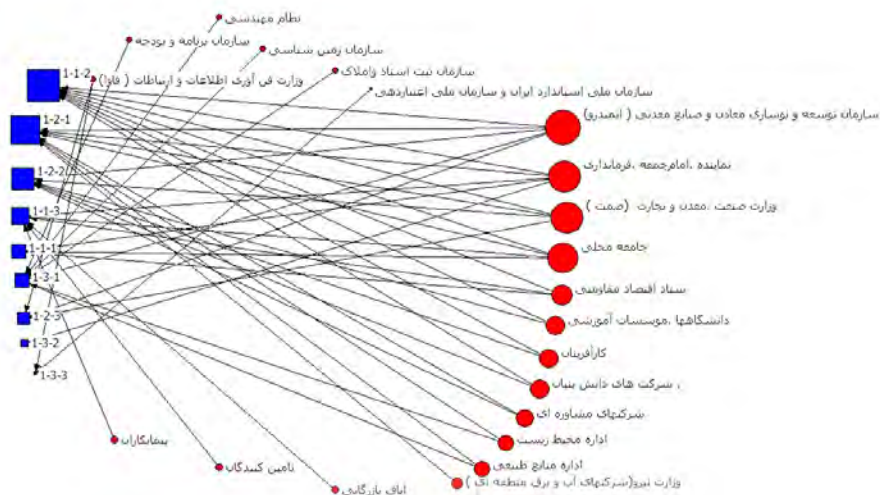 نظام مهندسی
سازمان برنامه و بودجه
سازمان زمین شناسی
سازمان ثبت اسناد واملاک
وزارت فن آوری اطلاعات و ارتباطات ( فاوا)
سازمان ملی استاندارد ایران و سازمان ملی اعتباردهی
1-1-2
1-2-1
1-2-2
1-1-3
1-1-1
1-3-1
1-2-3
1-3-2
1-3-3
سازمان توسعه و نوسازی معادن و صنایع معدنی ( ایمیدرو)
نماینده ،امام‌جمعه ،فرمانداری
وزارت صنعت ،معدن و تجارت (صمت )
جامعه محلی
ستاد اقتصاد مقاومتی
دانشگاهها ،موسسات آموزشی
کارآفرینان
، شرکت های دانش بنیان
شرکتهای مشاوره ای
اداره محیط زیست
اداره منابع طبیعی
وزارت نیرو(شرکتهای آب و برق منطقه ای )
پیمانکاران
تامین کنندگان
اتاق بازرگانی